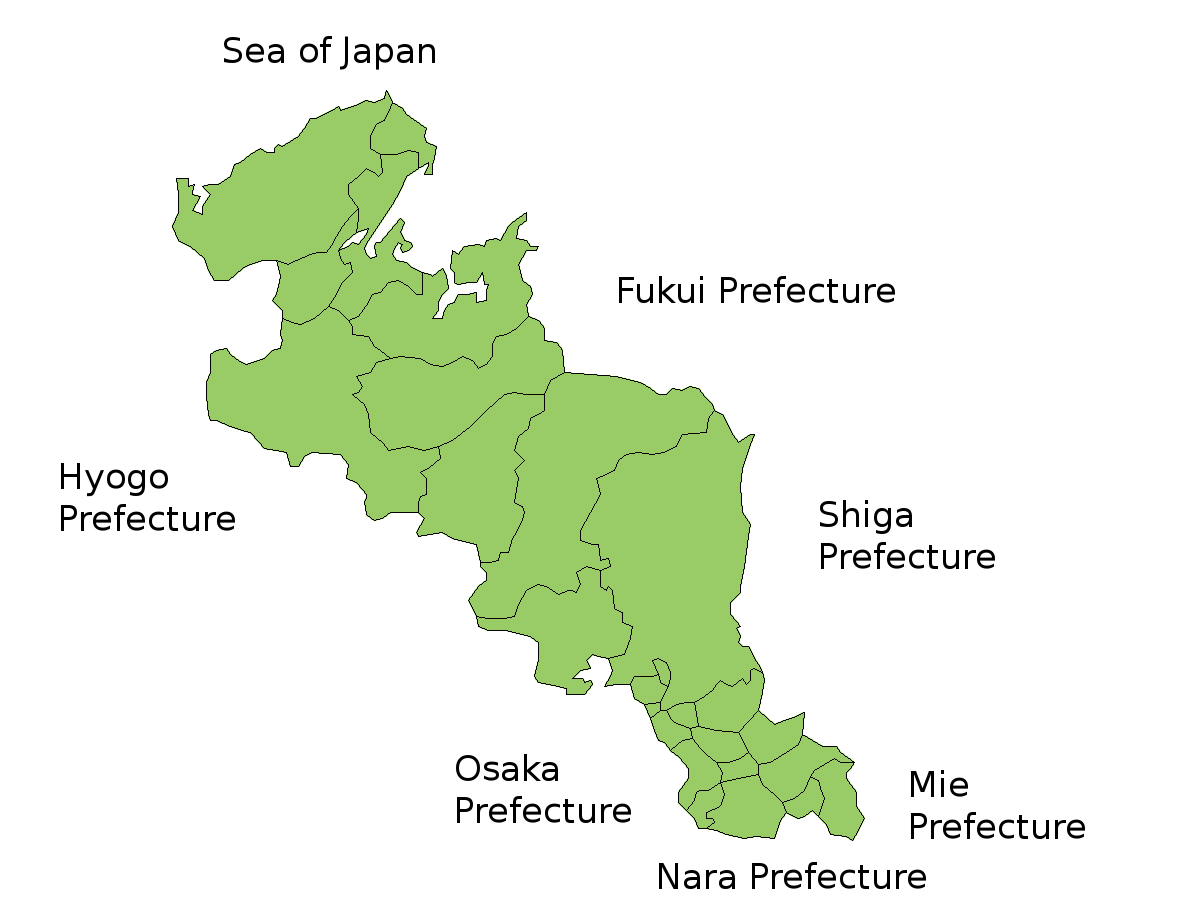 Sea of Japan
Fukui Prefecture
Hyogo
Prefecture
Shiga
Prefecture
Osaka
Prefecture
Mie
Prefecture
Nara Prefecture